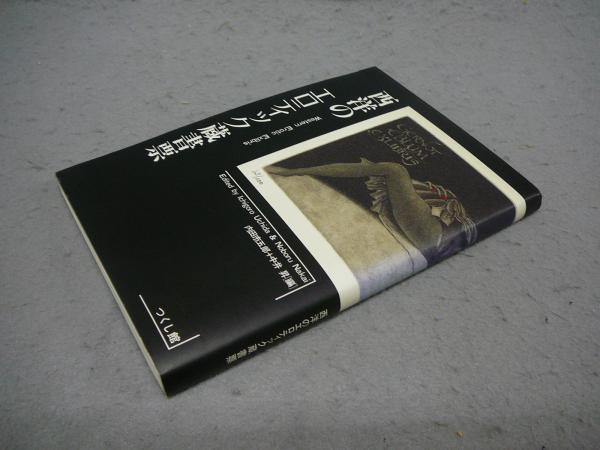 西洋の
エロティック
蔵書票
Western Erotic Exlibris
Edited by Ichigoro Uchida & Noboru Nakai
内田市五郎+中井 昇[編]
つくし館
西洋のエロティック蔵書票